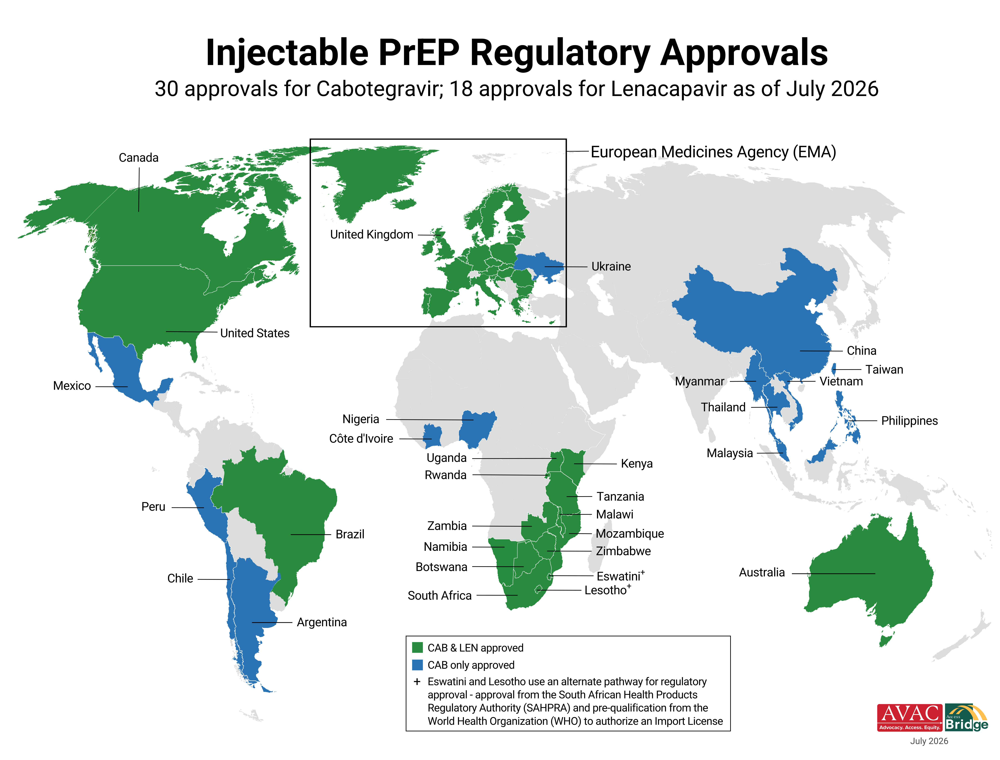 Injectable PrEP Regulatory Approvals
30 approvals for Cabotegravir; 18 approvals for Lenacapavir as of July 2026
European Medicines Agency (EMA)
Canada
United Kingdom
Ukraine
United States
China
Taiwan
Mexico
Myanmar
Vietnam
Thailand
Nigeria
Philippines
Côte d'Ivoire
Malaysia
Uganda
Kenya
Rwanda
Tanzania
Peru
Malawi
Zambia
Brazil
Mozambique
Namibia
Zimbabwe
Botswana
Australia
Chile
Eswatini+
Lesotho+
South Africa
Argentina
CAB & LEN approved
CAB only approved
+ Eswatini and Lesotho use an alternate pathway for regulatory
approval - approval from the South African Health Products
Regulatory Authority (SAHPRA) and pre-qualification from the
World Health Organization (WHO) to authorize an Import License
AVAC
Advocacy. Access. Equity.
Access
Bridge
July 2026